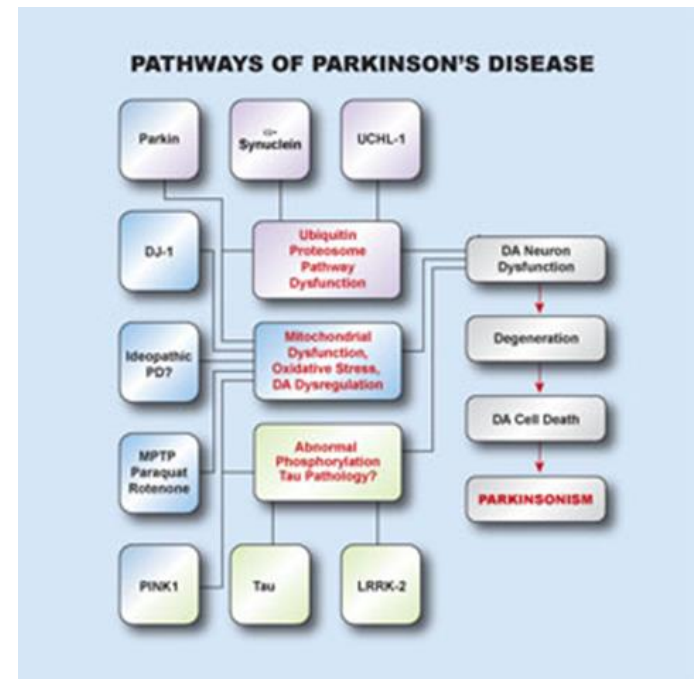 PATHWAYS OF PARKINSON'S DISEASE
Parkin
Synuclein
UCHL-1
DJ-1
Ubiquitin
Proteosome
Pathway
Dysfunction
DA Neuron
Dysfunction
Ideopathic
PD?
Mitochondrial
Dysfunction,
Oxidative Stress,
DA Dysregulation
Degeneration
MPTP
Paraquat
Rotenone
Abnormal
Phosphorylation
Tau Pathology?
DA Cell Death
PARKINSONISM
PINK1
Tau
LRRK-2